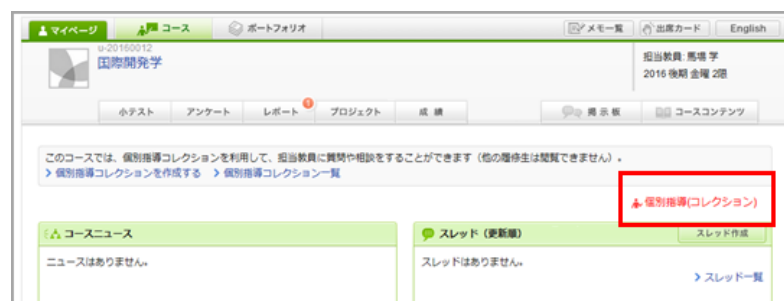 マイページ コース ポートフォリオ メモ一覧 出席カード English
u-20160012
国際開発学
担当教員: 馬場 学
2016 後期 金曜 2限
小テスト アンケート レポート プロジェクト 成績 掲示板 コースコンテンツ
このコースでは、個別指導コレクションを利用して、担当教員に質問や相談をすることができます（他の履修生は閲覧できません）。
> 個別指導コレクションを作成する > 個別指導コレクション一覧
個別指導(コレクション)
コースニュース
ニュースはありません。
スレッド（更新順） スレッド作成
スレッドはありません。
> スレッド一覧